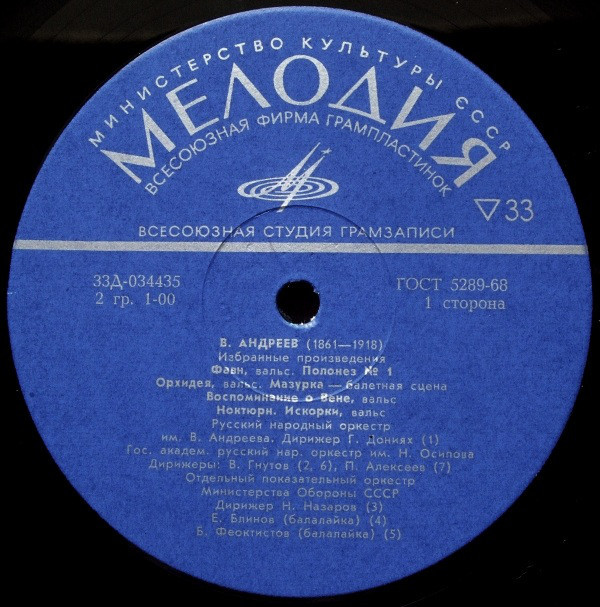 МИНИСТЕРСТВО КУЛЬТУРЫ СССР
МЕЛОДИЯ
ВСЕСОЮЗНАЯ ФИРМА ГРАМПЛАСТИНОК
▽33
ВСЕСОЮЗНАЯ СТУДИЯ ГРАМЗАПИСИ
33Д-034435
2 гр. 1-00
ГОСТ 5289-68
1 сторона
В. АНДРЕЕВ (1861—1918)
Избранные произведения
Фавн, вальс. Полонез № 1
Орхидея, вальс. Мазурка — балетная сцена
Воспоминание о Вене, вальс
Ноктюрн. Искорки, вальс
Русский народный оркестр
им. В. Андреева. Дирижер Г. Дониях (1)
Гос. академ. русский нар. оркестр им. Н. Осипова
Дирижеры: В. Гнутов (2, 6), П. Алексеев (7)
Отдельный показательный оркестр
Министерства Обороны СССР
Дирижер Н. Назаров (3)
Е. Блинов (балалайка) (4)
Б. Феоктистов (балалайка) (5)